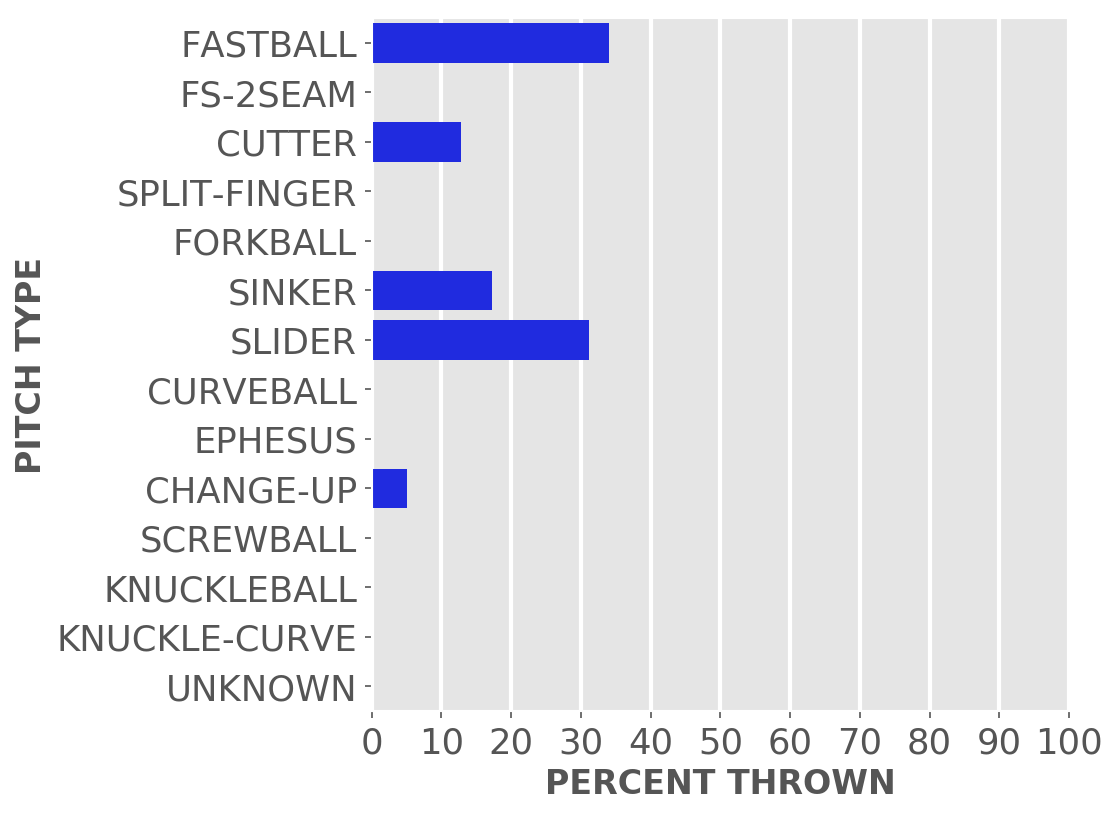 FASTBALL
FS-2SEAM
CUTTER
SPLIT-FINGER
FORKBALL
SINKER
SLIDER
CURVEBALL
EPHESUS
CHANGE-UP
SCREWBALL
KNUCKLEBALL
KNUCKLE-CURVE
UNKNOWN
PITCH TYPE
0 10 20 30 40 50 60 70 80 90 100
PERCENT THROWN